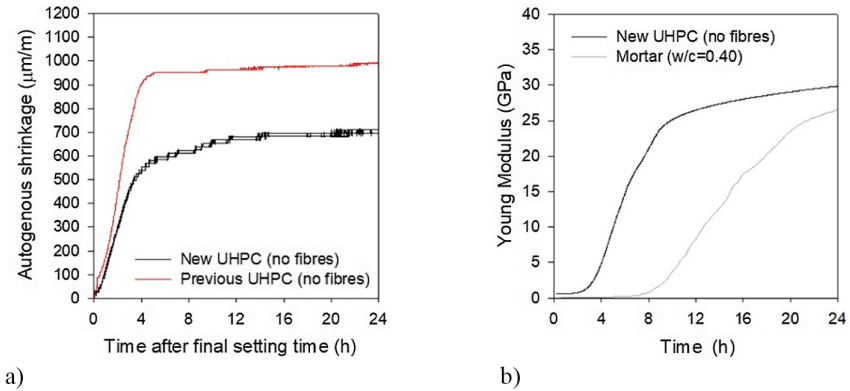 1200
1100
1000
900
800
700
600
500
400
300
200
100
0
Autogenous shrinkage (μm/m)
New UHPC (no fibres)
Previous UHPC (no fibres)
0 4 8 12 16 20 24
Time after final setting time (h)
a)
40
35
30
25
20
15
10
5
0
Young Modulus (GPa)
New UHPC (no fibres)
Mortar (w/c=0.40)
0 4 8 12 16 20 24
Time (h)
b)